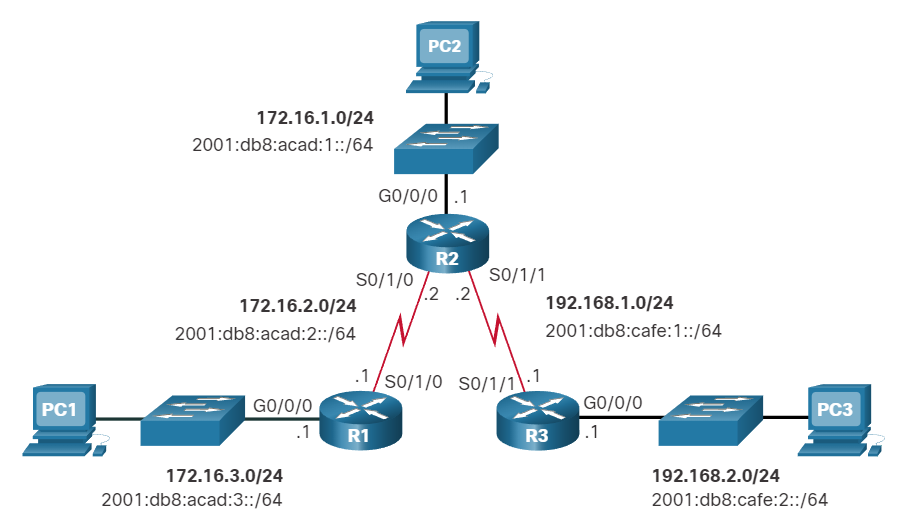 PC2
172.16.1.0/24
2001:db8:acad:1::/64
G0/0/0
.1
R2
S0/1/0
S0/1/1
.2
.2
172.16.2.0/24
2001:db8:acad:2::/64
192.168.1.0/24
2001:db8:cafe:1::/64
.1
S0/1/0
S0/1/1
.1
PC1
G0/0/0
.1
R1
R3
G0/0/0
.1
PC3
172.16.3.0/24
2001:db8:acad:3::/64
192.168.2.0/24
2001:db8:cafe:2::/64